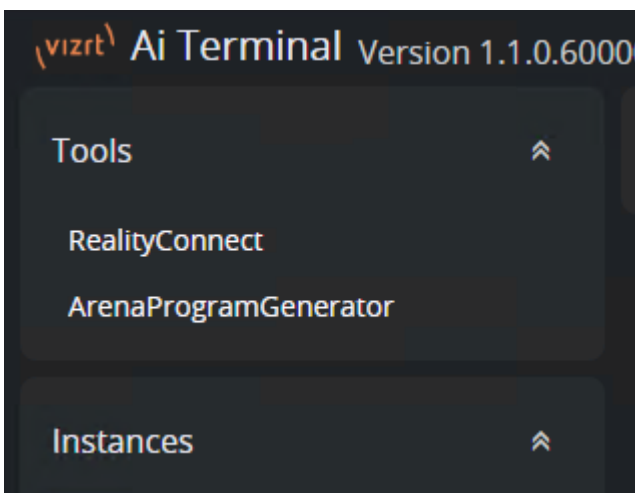 vizrt Ai Terminal Version 1.1.0.6000
Tools
RealityConnect
ArenaProgramGenerator
Instances